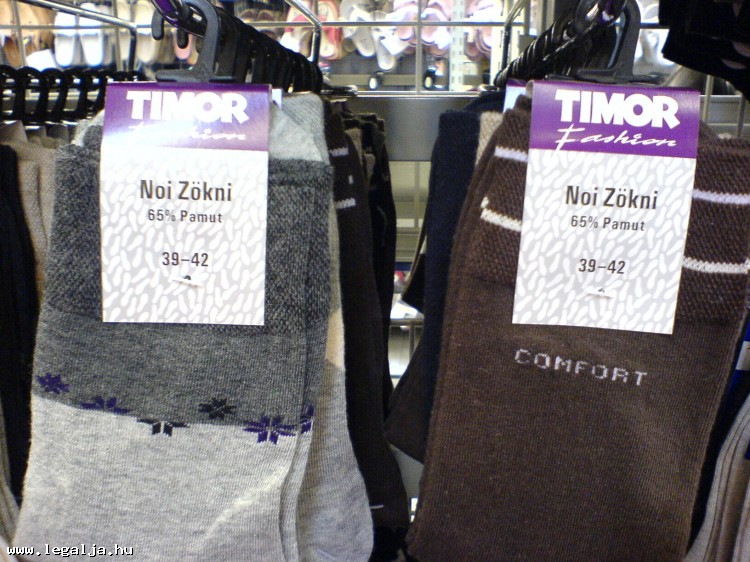 TIMOR
Fashion
Noi Zökni
65% Pamut
39–42
TIMOR
Fashion
Noi Zökni
65% Pamut
39–42
COMFORT
www.legalja.hu